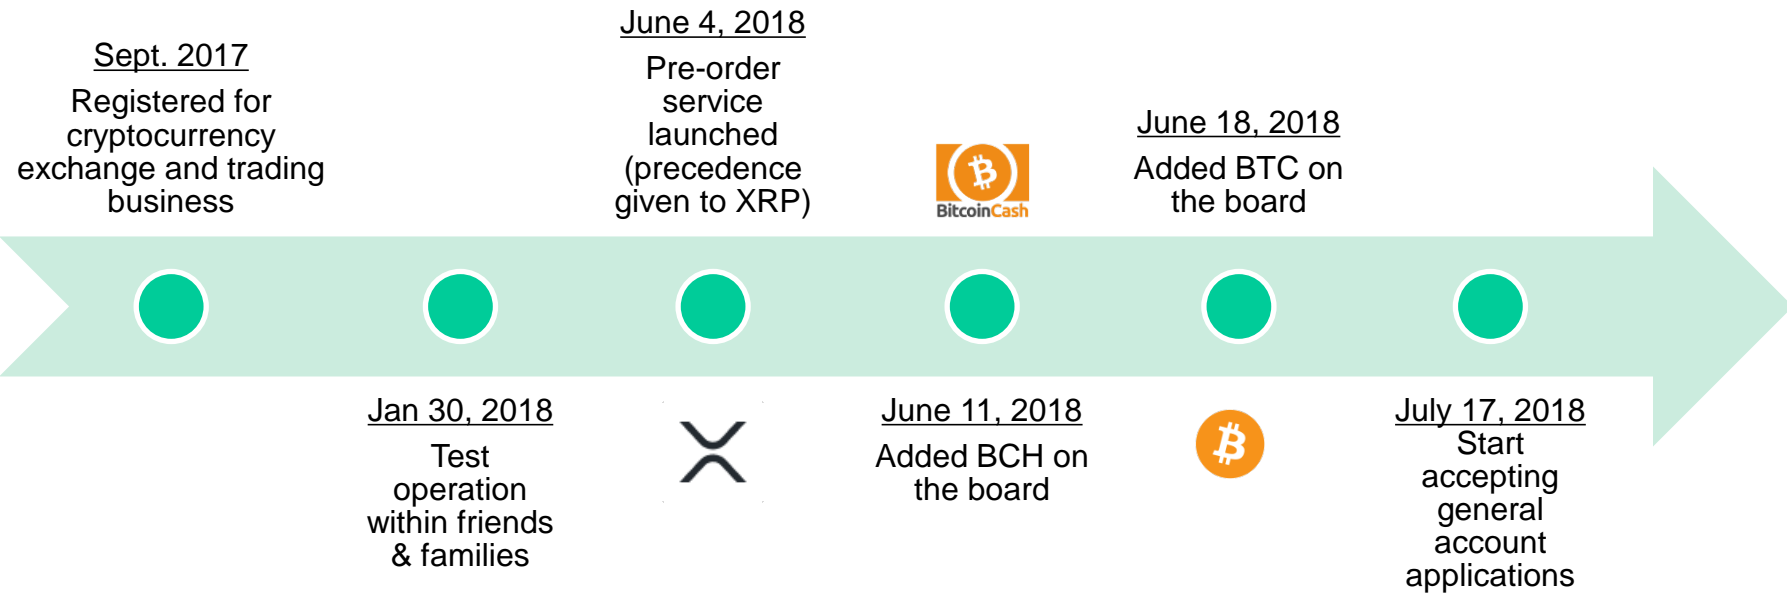 Sept. 2017
Registered for
cryptocurrency
exchange and trading
business
Jan 30, 2018
Test
operation
within friends
& families
June 4, 2018
Pre-order
service
launched
(precedence
given to XRP)
BitcoinCash
June 11, 2018
Added BCH on
the board
June 18, 2018
Added BTC on
the board
July 17, 2018
Start
accepting
general
account
applications